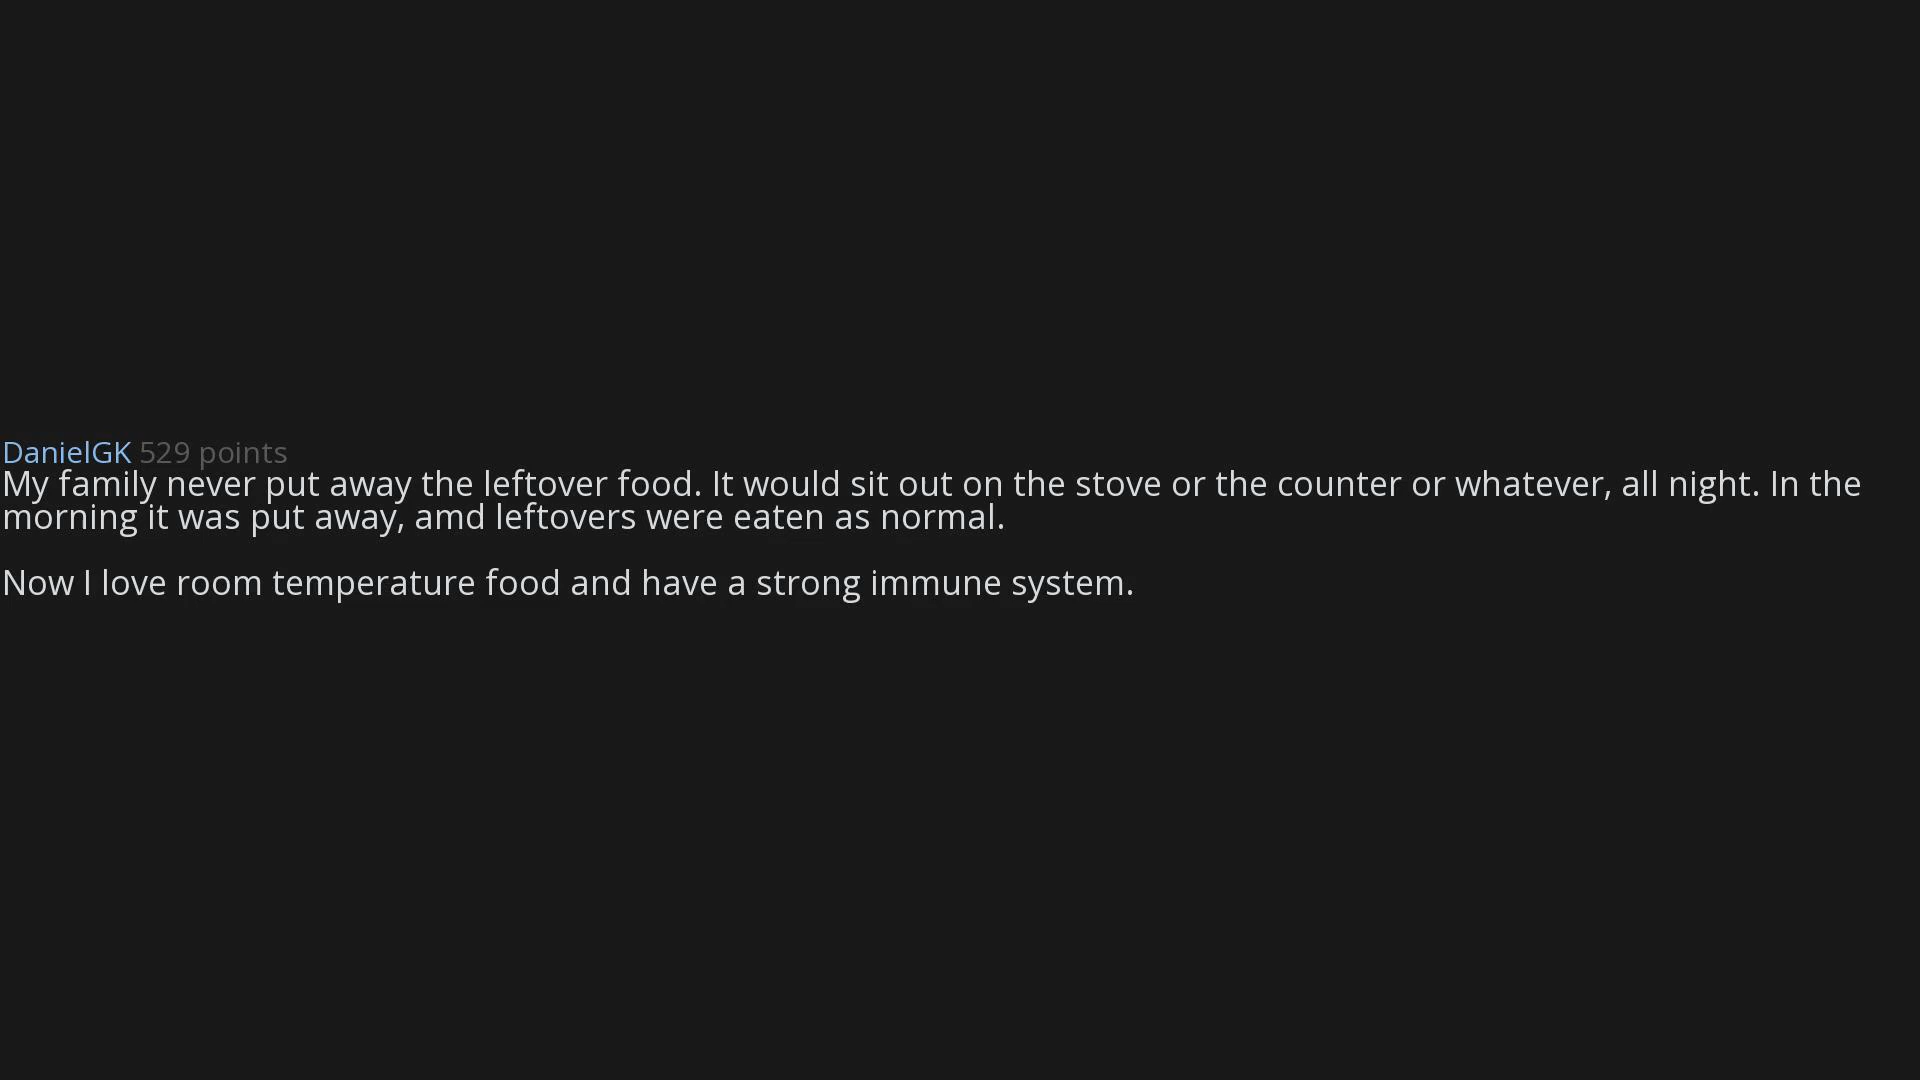 DanielGK 529 points
My family never put away the leftover food. It would sit out on the stove or the counter or whatever, all night. In the
morning it was put away, amd leftovers were eaten as normal.
Now I love room temperature food and have a strong immune system.